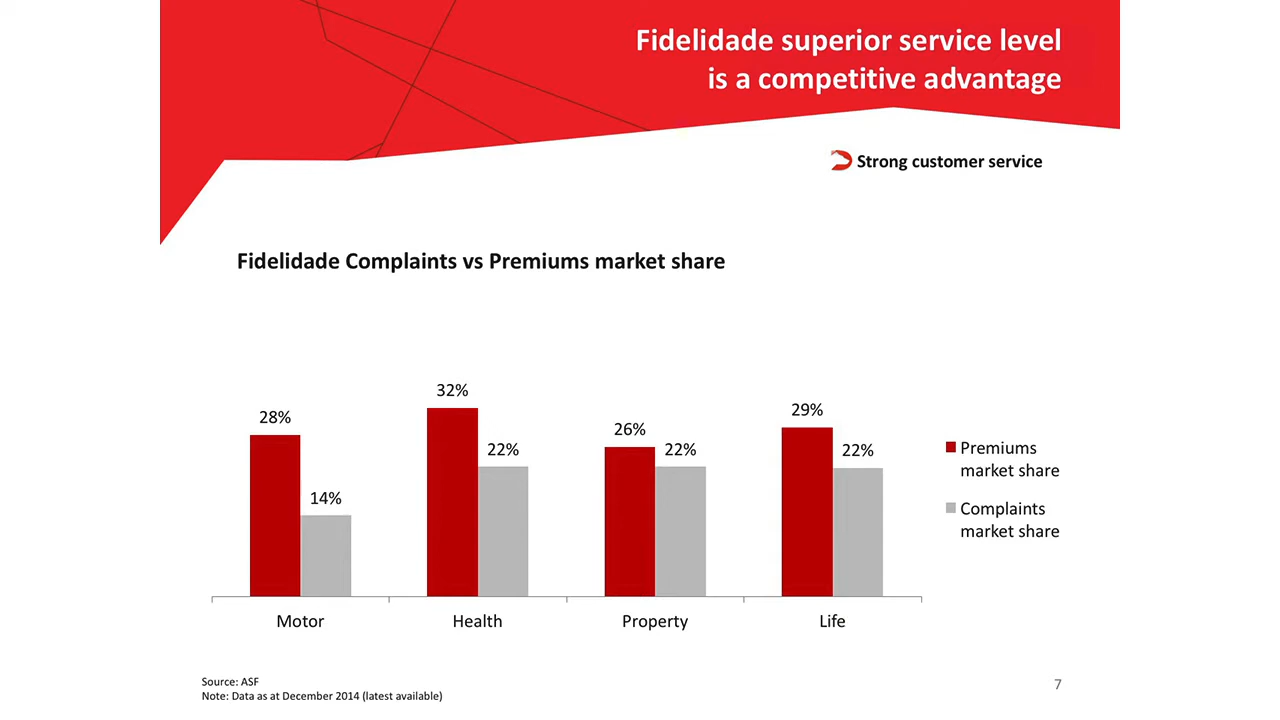 Fidelidade superior service level
is a competitive advantage
Strong customer service
Fidelidade Complaints vs Premiums market share
28%
14%
32%
22%
26%
22%
29%
22%
Premiums
market share
Complaints
market share
Motor
Health
Property
Life
Source: ASF
Note: Data as at December 2014 (latest available)
7